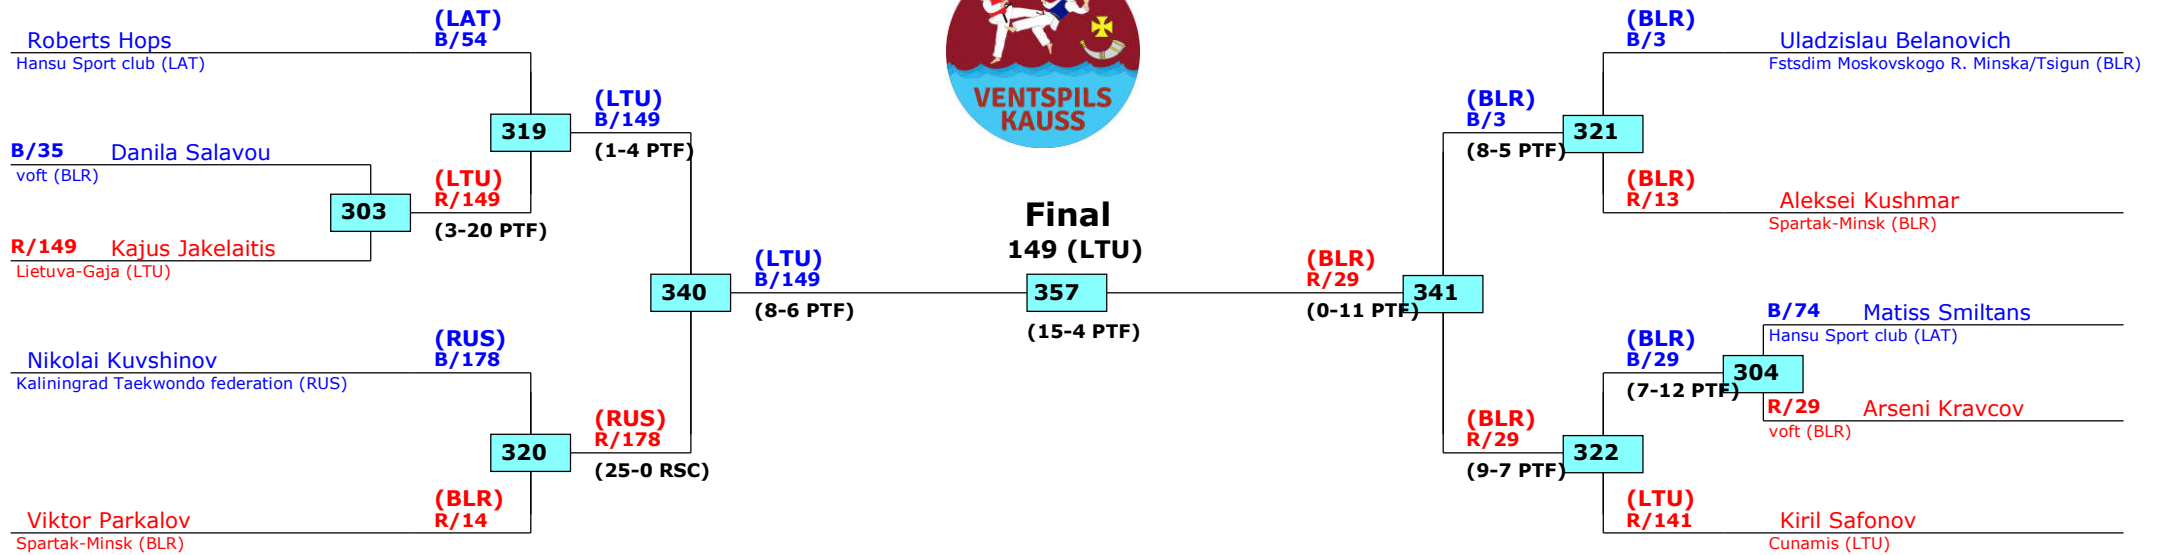 (LAT)
B/54
Roberts Hops
Hansu Sport club (LAT)
B/35 Danila Salavou
voft (BLR)
R/149 Kajus Jakelaitis
Lietuva-Gaja (LTU)
303
(LTU)
R/149
(3-20 PTF)
319
(LTU)
B/149
(1-4 PTF)
Nikolai Kuvshinov
Kaliningrad Taekwondo federation (RUS)
(RUS)
B/178
Viktor Parkalov
Spartak-Minsk (BLR)
(BLR)
R/14
320
(RUS)
R/178
(25-0 RSC)
340
(LTU)
B/149
(8-6 PTF)
VENTSPILS
KAUSS
Final
149 (LTU)
357
(15-4 PTF)
(BLR)
R/29
(0-11 PTF)
341
(BLR)
B/3
(8-5 PTF)
321
(BLR)
B/3
Uladzislau Belanovich
Fstsdim Moskovskogo R. Minska/Tsigun (BLR)
(BLR)
R/13
Aleksei Kushmar
Spartak-Minsk (BLR)
(BLR)
R/29
(9-7 PTF)
322
(BLR)
B/29
(7-12 PTF)
304
B/74 Matiss Smiltans
Hansu Sport club (LAT)
R/29 Arseni Kravcov
voft (BLR)
(LTU)
R/141
Kiril Safonov
Cunamis (LTU)